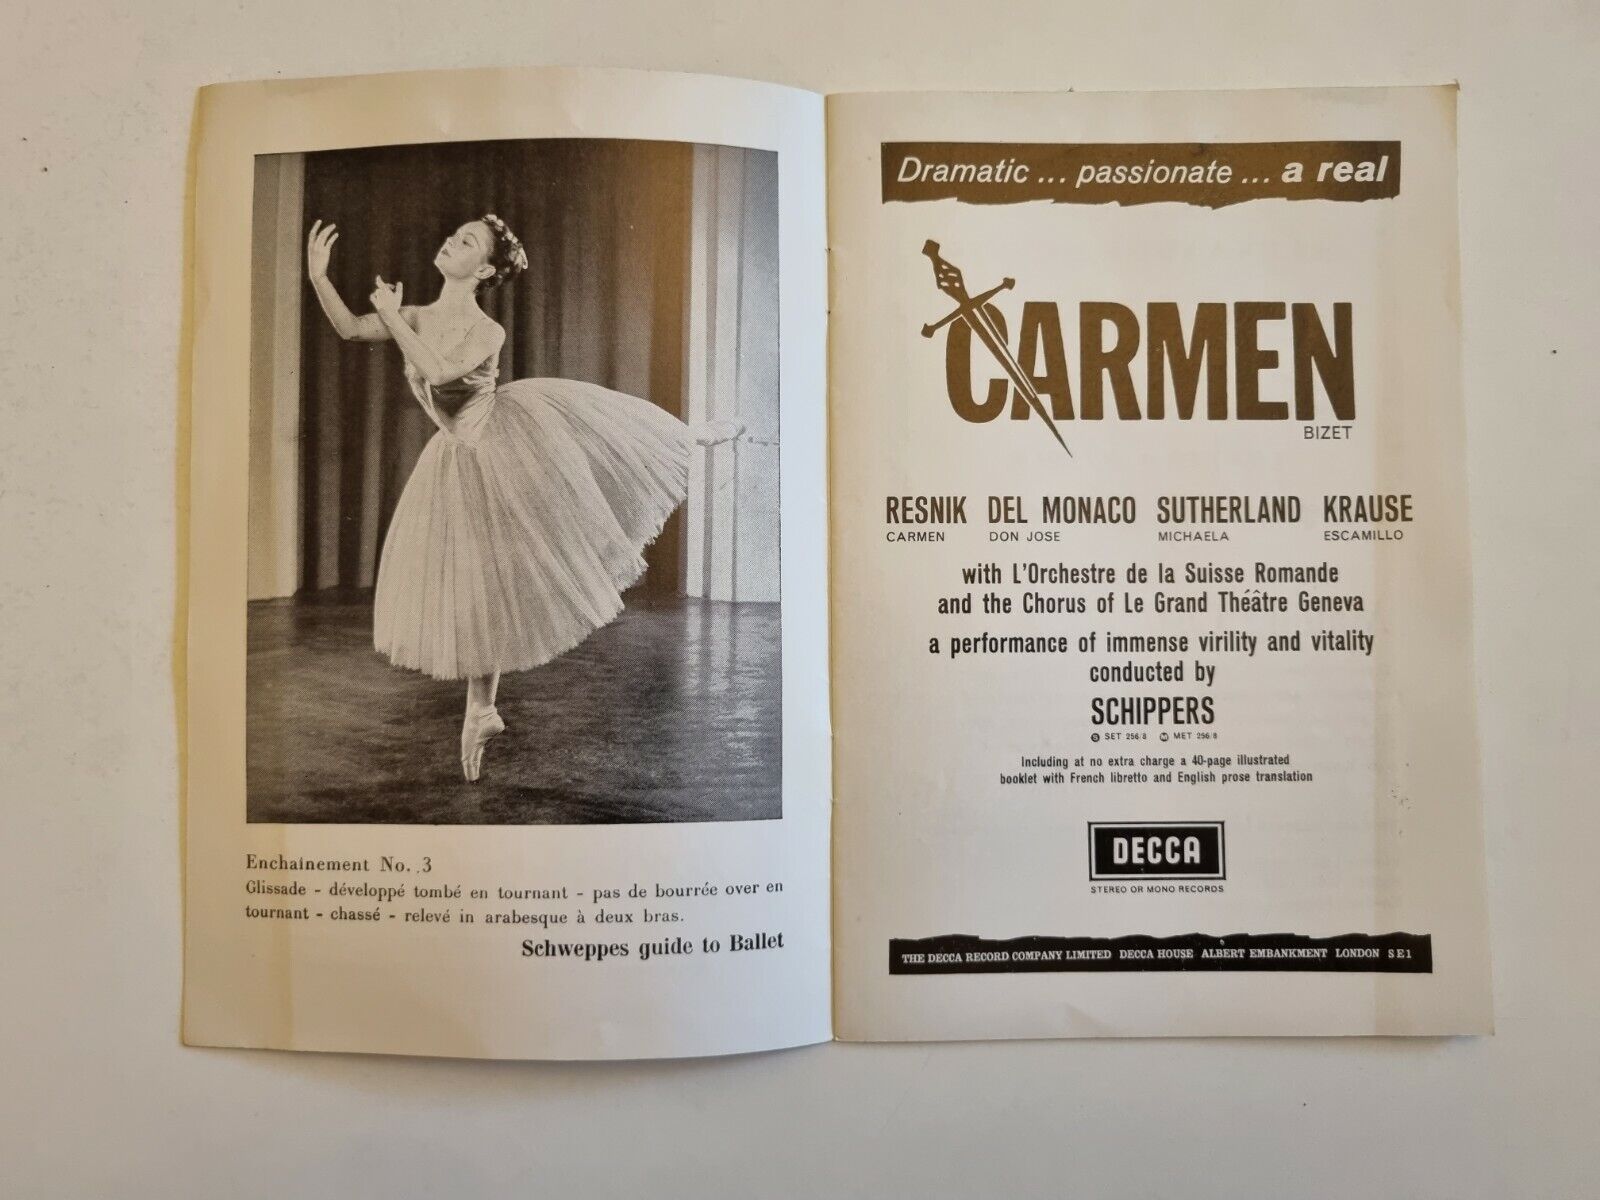 Enchaînement No. 3
Glissade - développé tombé en tournant - pas de bourrée over en
tournant - chassé - relevé in arabesque à deux bras.
Schweppes guide to Ballet
Dramatic ... passionate ... a real
CARMEN
BIZET
RESNIK DEL MONACO SUTHERLAND KRAUSE
CARMEN DON JOSE MICHAELA ESCAMILLO
with L'Orchestre de la Suisse Romande
and the Chorus of Le Grand Théâtre Geneva
a performance of immense virility and vitality
conducted by
SCHIPPERS
S SET 256/8 M MET 256/8
Including at no extra charge a 40-page illustrated
booklet with French libretto and English prose translation
DECCA
STEREO OR MONO RECORDS
THE DECCA RECORD COMPANY LIMITED DECCA HOUSE ALBERT EMBANKMENT LONDON SE1